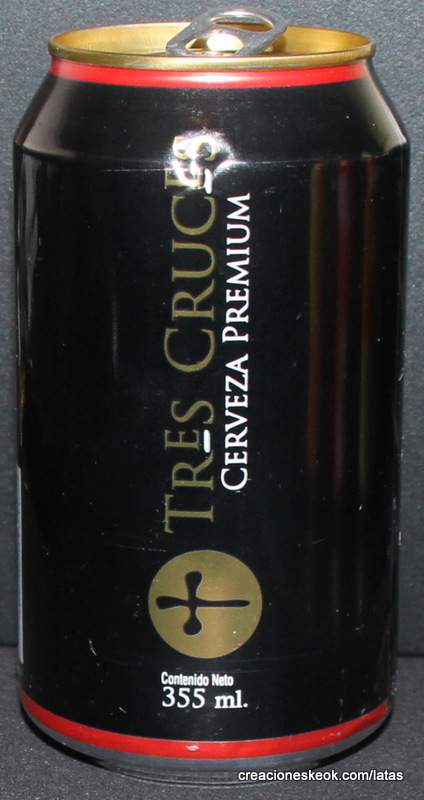 TRES CRUCES
CERVEZA PREMIUM
Contenido Neto
355 ml.
creacioneskeok.com/latas